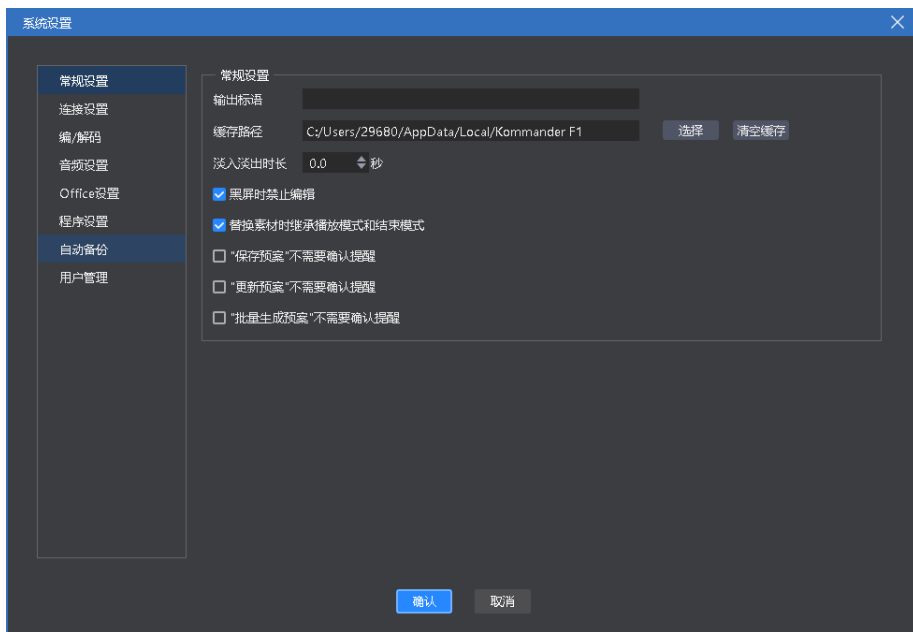 系统设置
常规设置
连接设置
编/解码
音频设置
Office设置
程序设置
自动备份
用户管理
常规设置
输出标语
缓存路径 C:/Users/29680/AppData/Local/Kommander F1 选择 清空缓存
淡入淡出时长 0.0 秒
黑屏时禁止编辑
替换素材时继承播放模式和结束模式
"保存预案"不需要确认提醒
"更新预案"不需要确认提醒
"批量生成预案"不需要确认提醒
确认 取消